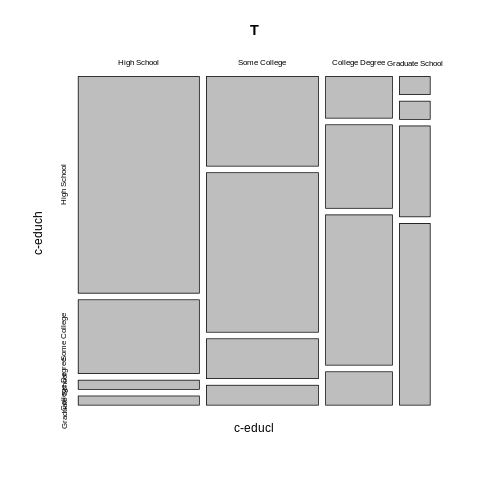 T
High School
Some College
College Degree
Graduate School
c-educh
High School
Some College
College Degree
Graduate School
c-educl